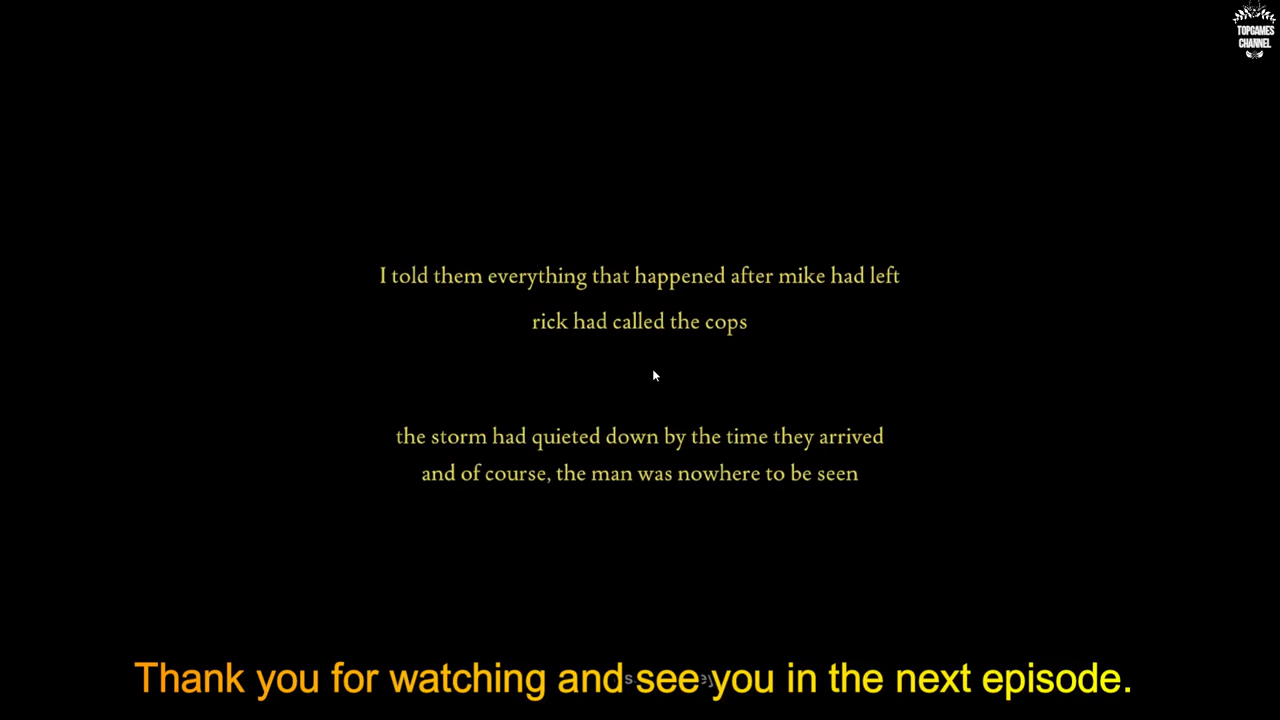 TOPGAMES
CHANNEL
I told them everything that happened after mike had left
rick had called the cops
the storm had quieted down by the time they arrived
and of course, the man was nowhere to be seen
Thank you for watching and see you in the next episode.